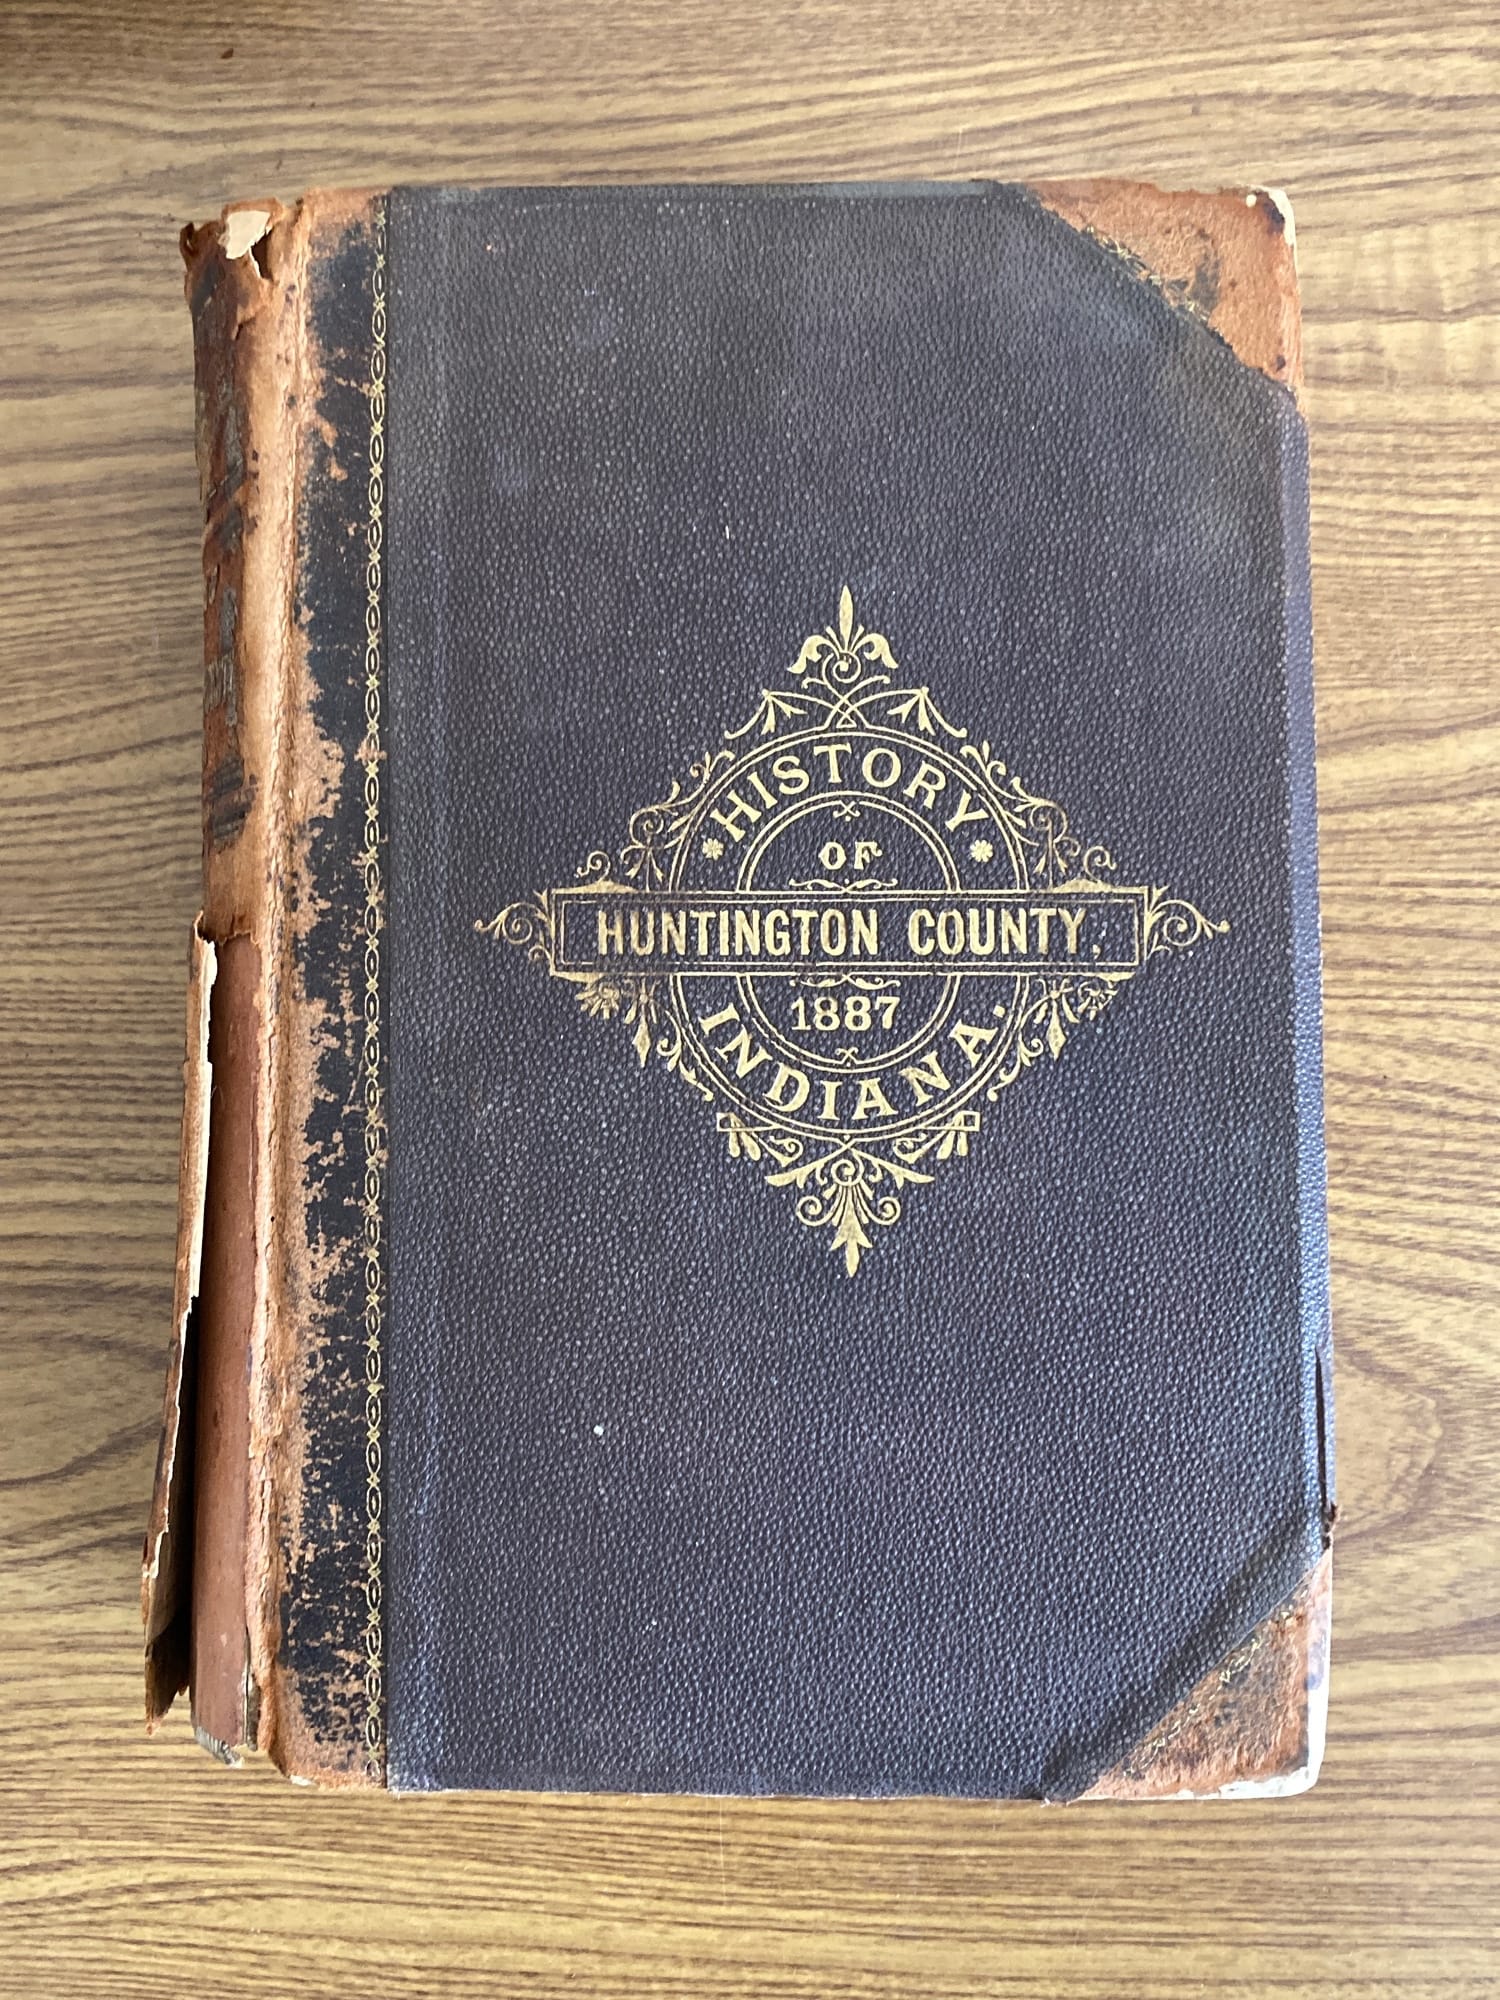 HISTORY
OF
HUNTINGTON COUNTY.
1887
INDIANA.